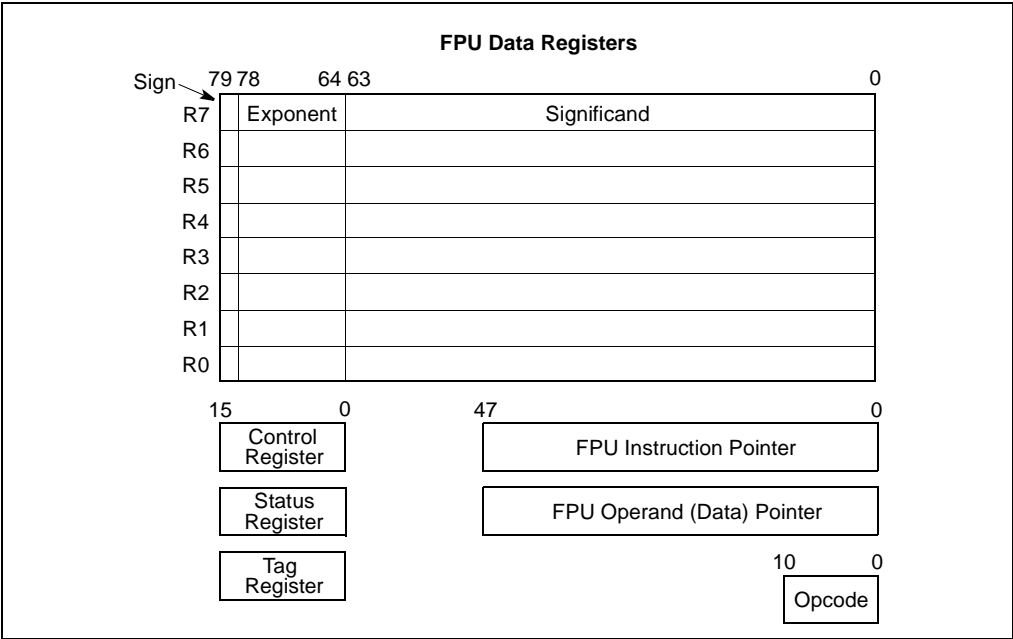 FPU Data Registers
Sign 79 78 64 63 0
R7 Exponent Significand
R6
R5
R4
R3
R2
R1
R0
15 0 47 0
Control
Register
FPU Instruction Pointer
Status
Register
FPU Operand (Data) Pointer
Tag
Register
10 0
Opcode